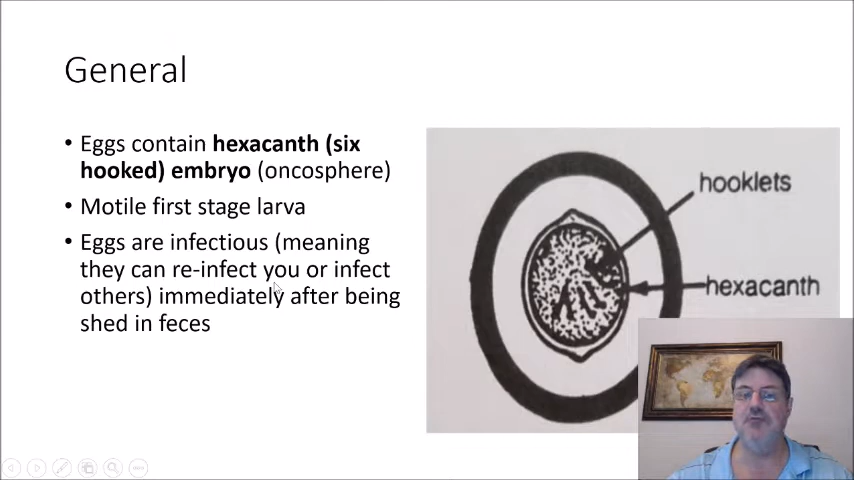 General
• Eggs contain hexacanth (six
hooked) embryo (oncosphere)
• Motile first stage larva
• Eggs are infectious (meaning
they can re-infect you or infect
others) immediately after being
shed in feces
hooklets
hexacanth